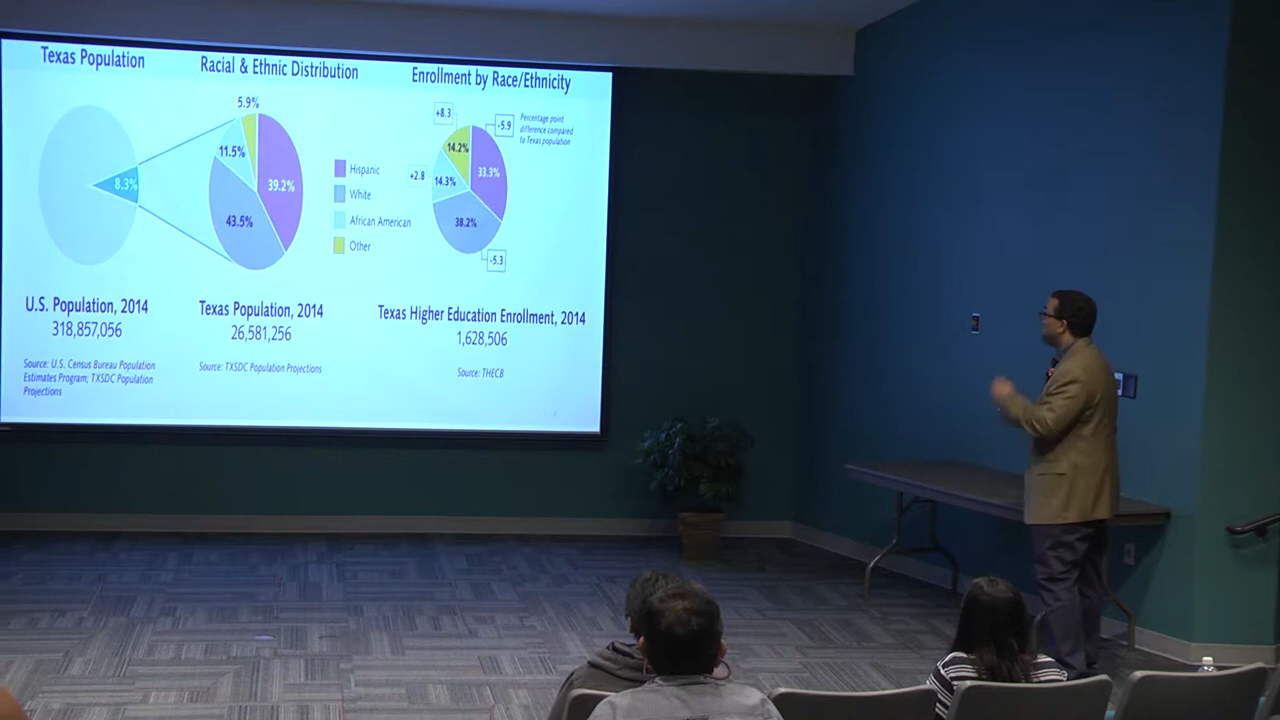 Texas Population
8.3%
U.S. Population, 2014
318,857,056
Source: U.S. Census Bureau Population
Estimates Program; TXSDC Population
Projections
Racial & Ethnic Distribution
5.9%
11.5%
39.2%
43.5%
Texas Population, 2014
26,581,256
Source: TXSDC Population Projections
Hispanic
White
African American
Other
Enrollment by Race/Ethnicity
+8.3
-5.9
Percentage point
difference compared
to Texas population
14.2%
33.3%
+2.8
14.3%
38.2%
-5.3
Texas Higher Education Enrollment, 2014
1,628,506
Source: THECB